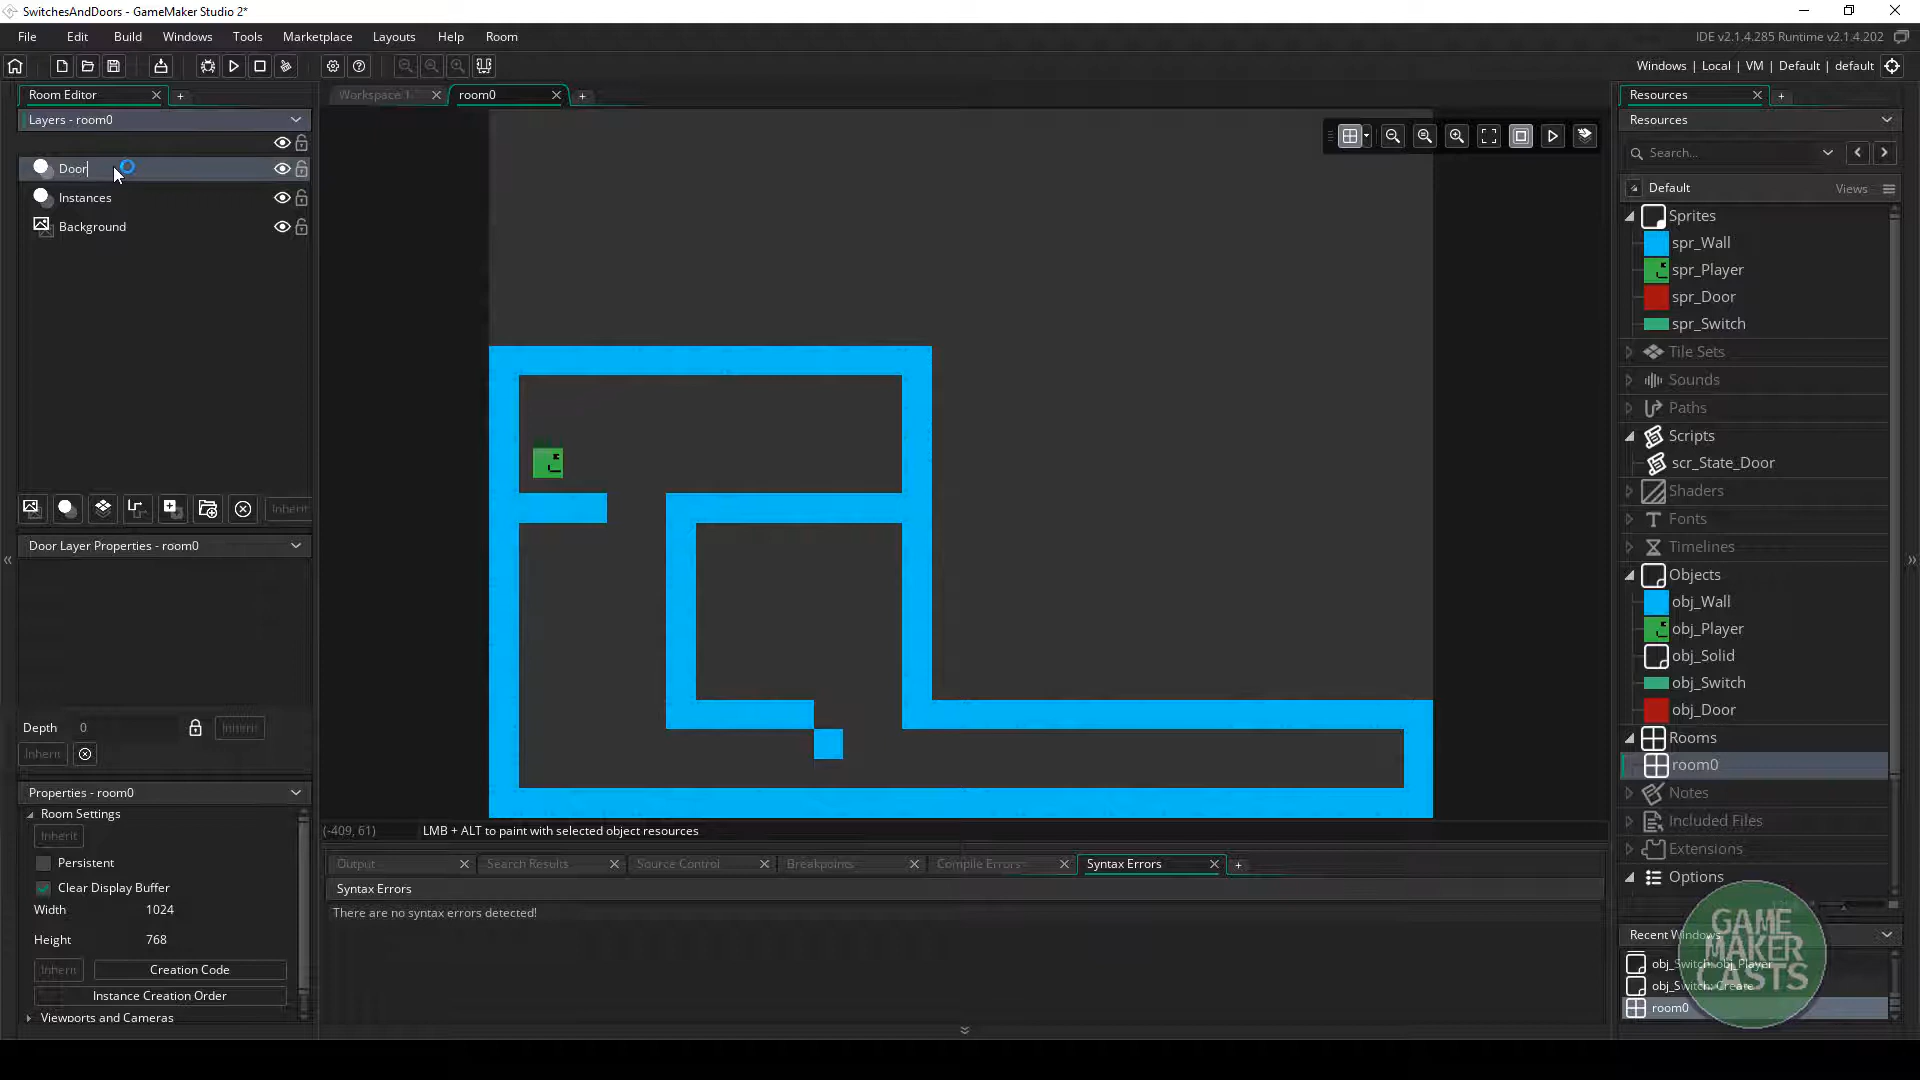 SwitchesAndDoors - GameMaker Studio 2*
File Edit Build Windows Tools Marketplace Layouts Help Room
IDE v2.1.4.285 Runtime v2.1.4.202
Windows | Local | VM | Default | default
Room Editor
Workspace 1
room0
Resources
Layers - room0
Resources
Door
Instances
Background
Search...
Default
Views
Sprites
spr_Wall
spr_Player
spr_Door
spr_Switch
Tile Sets
Sounds
Paths
Scripts
scr_State_Door
Shaders
Fonts
Timelines
Objects
obj_Wall
obj_Player
obj_Solid
obj_Switch
obj_Door
Rooms
room0
Notes
Included Files
Extensions
Options
Inherit
Door Layer Properties - room0
Depth 0 Inherit
Inherit
Properties - room0
Room Settings
Inherit
Persistent
Clear Display Buffer
Width 1024
Height 768
Inherit Creation Code
Instance Creation Order
Viewports and Cameras
(-409, 61) LMB + ALT to paint with selected object resources
Output Search Results Source Control Breakpoints Compile Errors Syntax Errors
Syntax Errors
There are no syntax errors detected!
Recent Windows
obj_Switch: obj_Player
obj_Switch: Create
room0
GAME
MAKER
CASTS